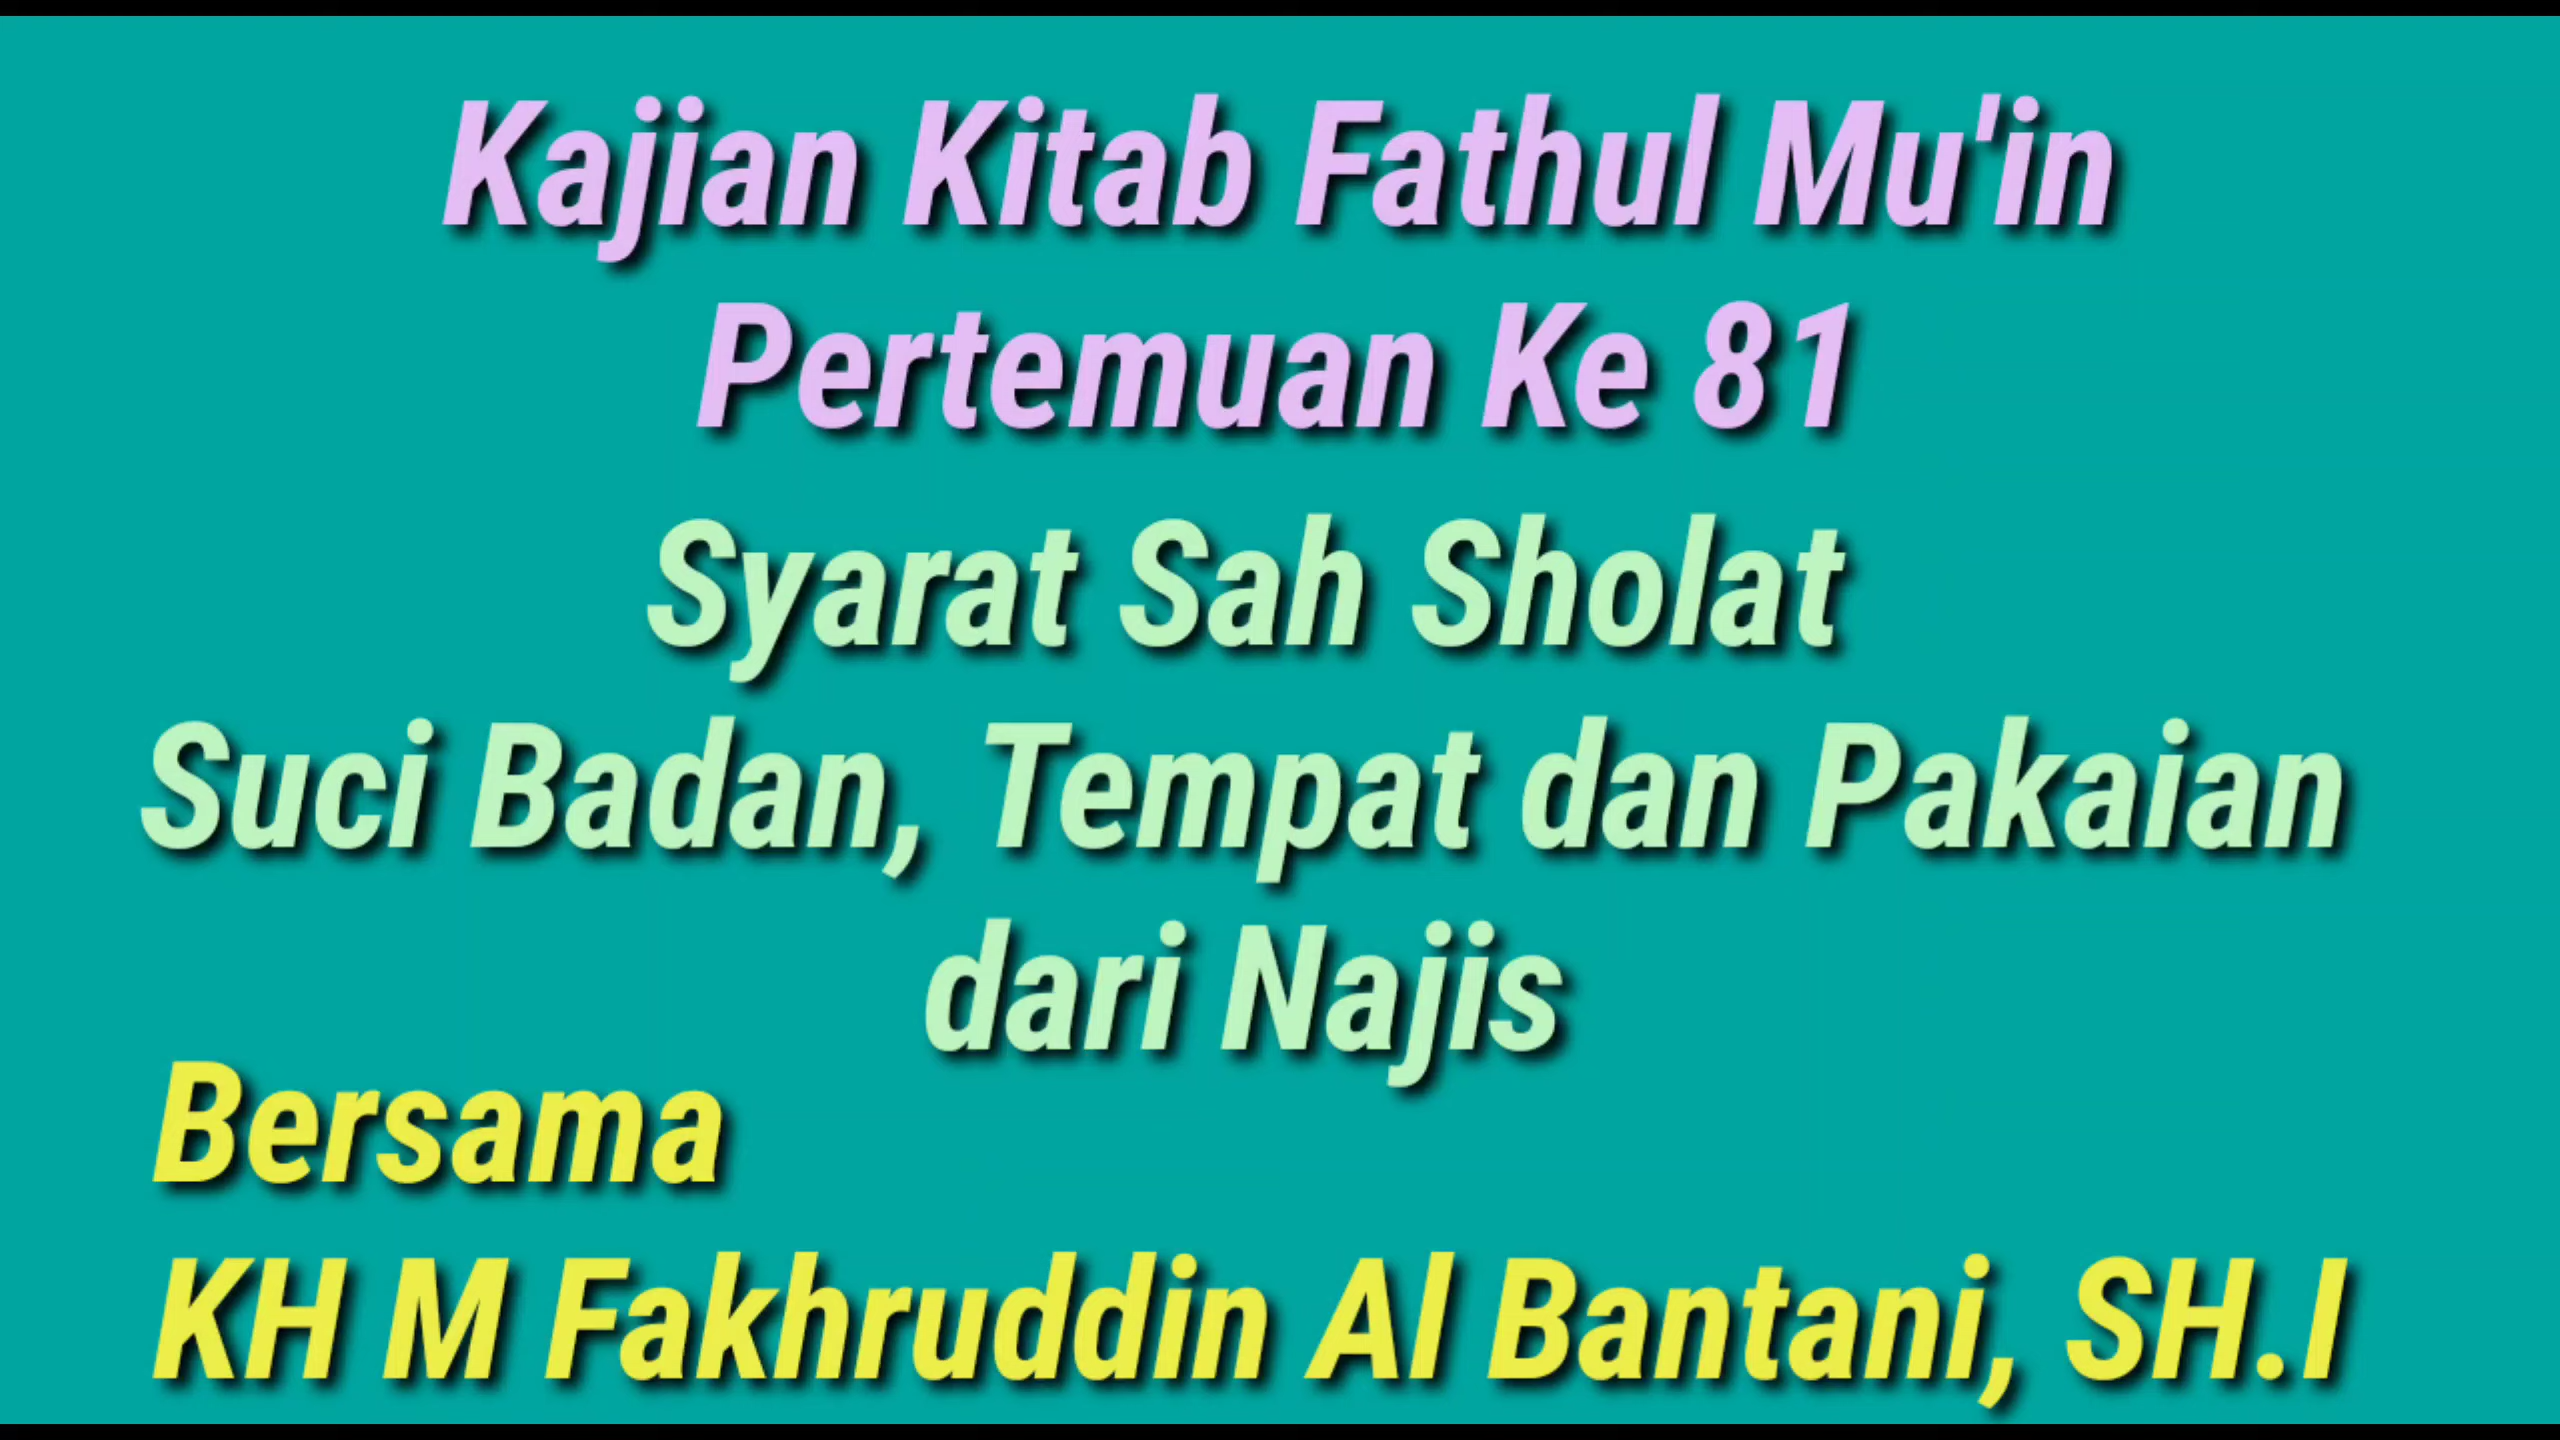 Kajian Kitab Fathul Mu'in
Pertemuan Ke 81
Syarat Sah Sholat
Suci Badan, Tempat dan Pakaian
dari Najis
Bersama
KH M Fakhruddin Al Bantani, SH.I